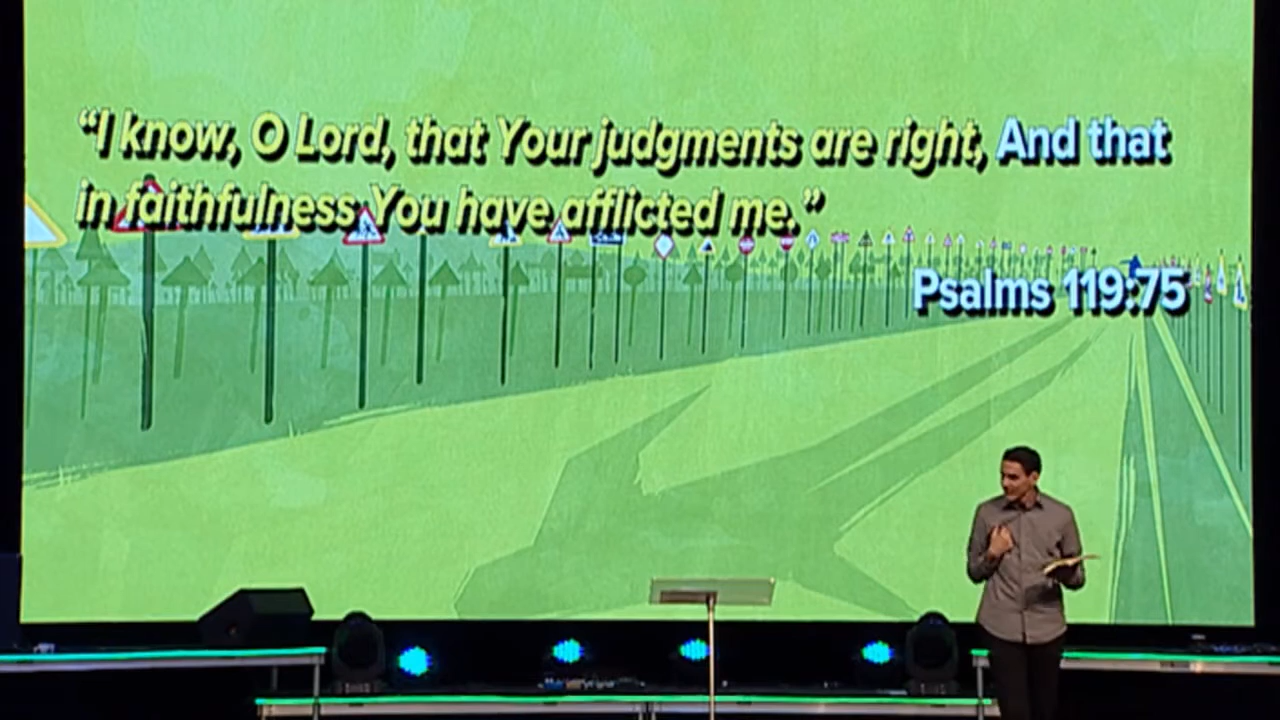 “I know, O Lord, that Your judgments are right, And that
in faithfulness You have afflicted me.”
Psalms 119:75